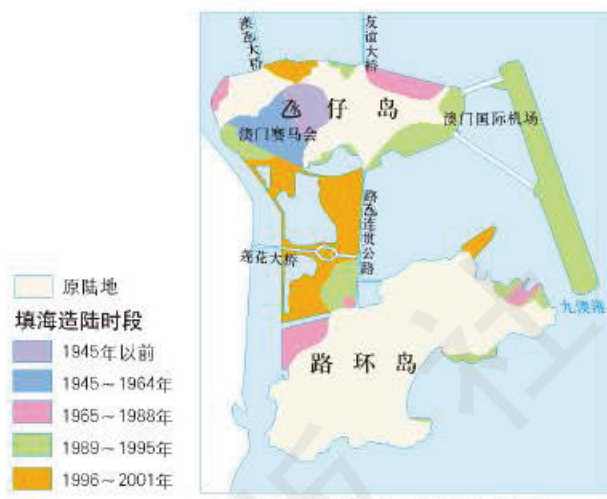 澳氹大桥
友谊大桥
氹仔岛
澳门国际机场
澳门赛马会
路氹连贯公路
莲花大桥
九澳港
路环岛
原陆地
填海造陆时段
1945年以前
1945～1964年
1965～1988年
1989～1995年
1996～2001年